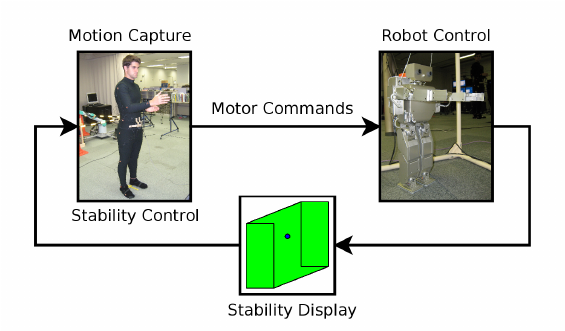 Motion Capture
Robot Control
Motor Commands
Stability Control
Stability Display